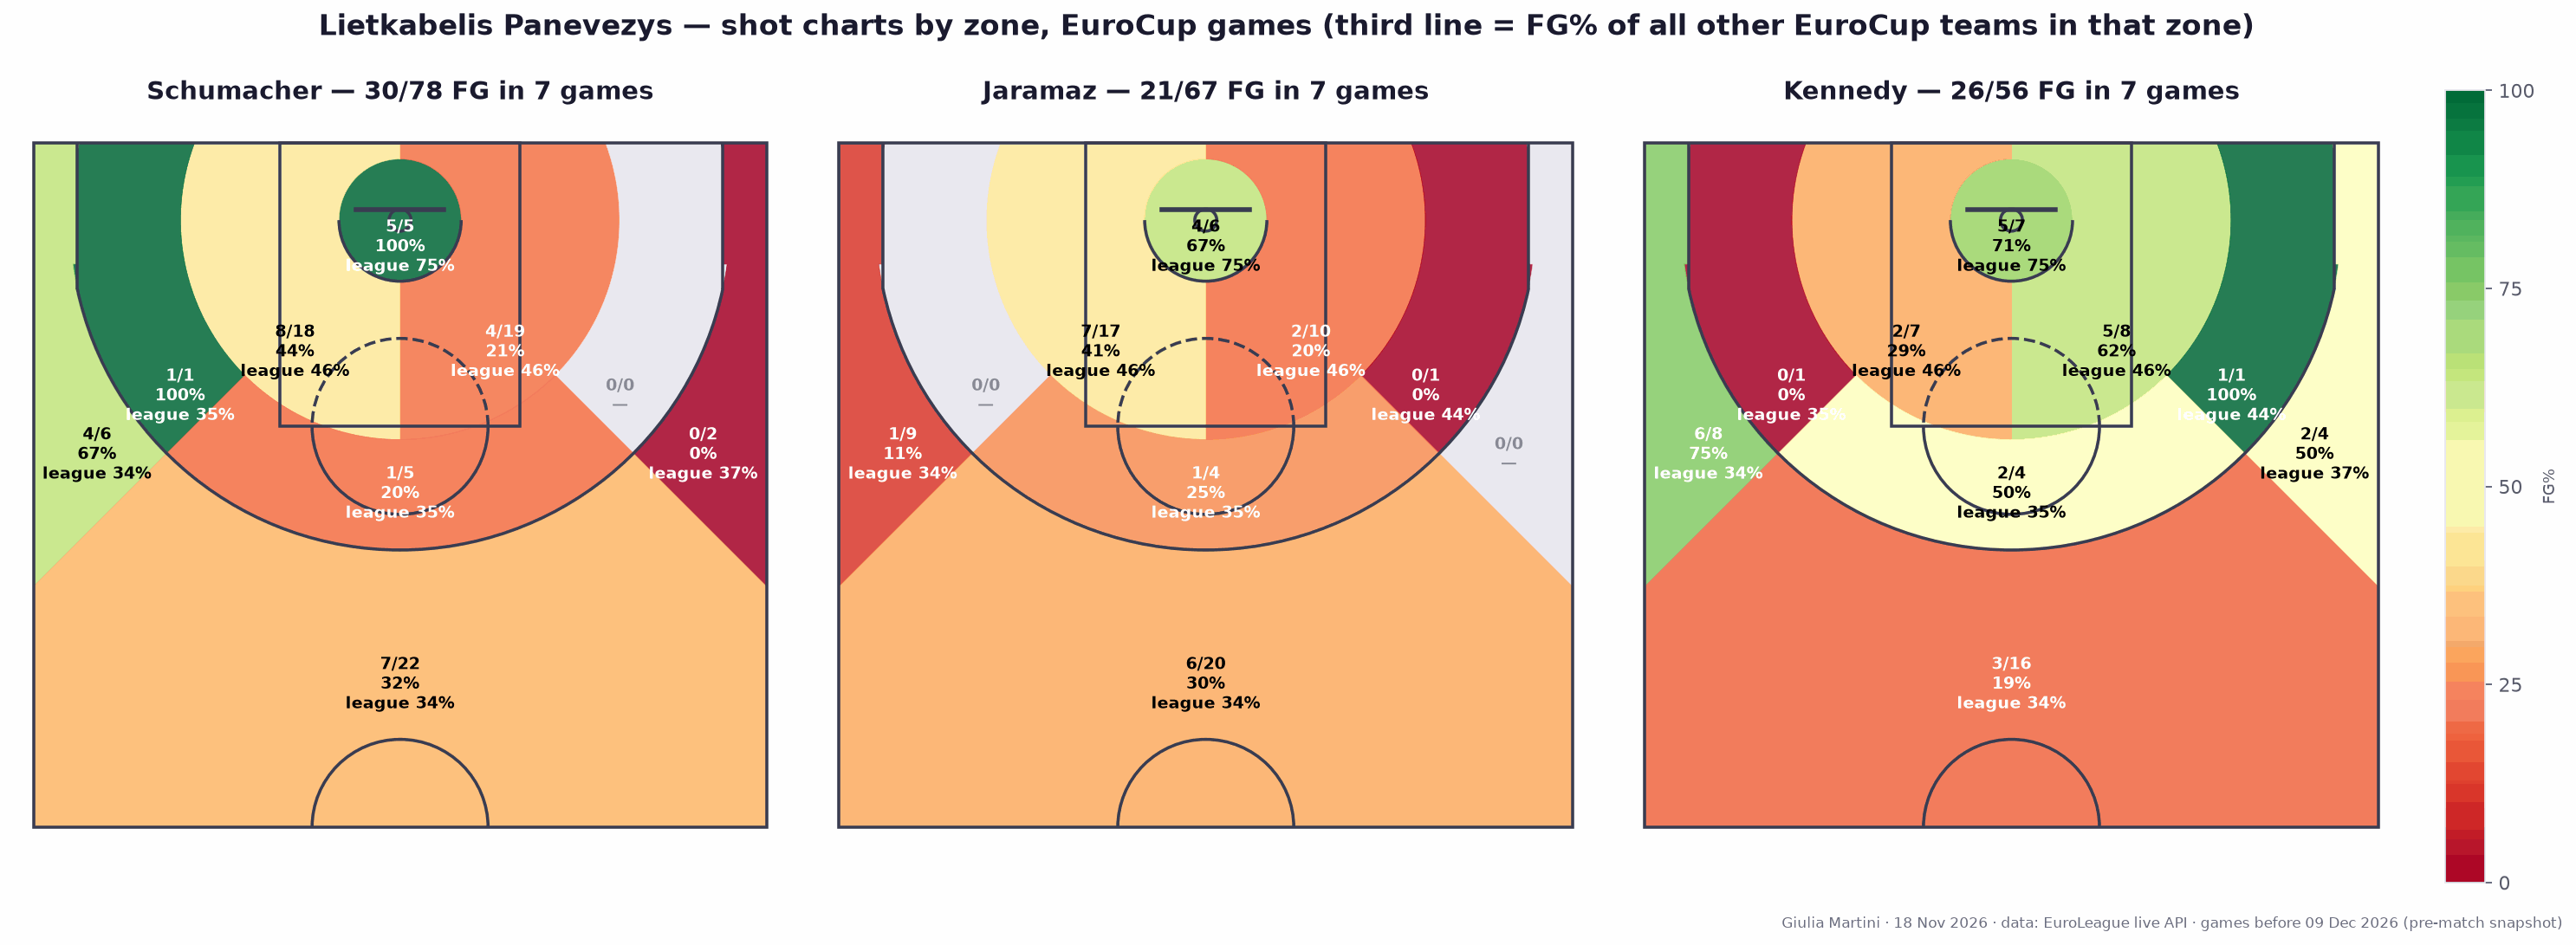 Lietkabelis Panevezys — shot charts by zone, EuroCup games (third line = FG% of all other EuroCup teams in that zone)
Schumacher — 30/78 FG in 7 games
5/5
100%
league 75%
8/18
44%
league 46%
4/19
21%
league 46%
1/1
100%
league 35%
0/0
—
4/6
67%
league 34%
0/2
0%
league 37%
1/5
20%
league 35%
7/22
32%
league 34%
Jaramaz — 21/67 FG in 7 games
4/6
67%
league 75%
7/17
41%
league 46%
2/10
20%
league 46%
0/0
—
0/1
0%
league 44%
1/9
11%
league 34%
0/0
—
1/4
25%
league 35%
6/20
30%
league 34%
Kennedy — 26/56 FG in 7 games
5/7
71%
league 75%
2/7
29%
league 46%
5/8
62%
league 46%
0/1
0%
league 35%
1/1
100%
league 44%
6/8
75%
league 34%
2/4
50%
league 37%
2/4
50%
league 35%
3/16
19%
league 34%
100
75
50
25
0
FG%
Giulia Martini · 18 Nov 2026 · data: EuroLeague live API · games before 09 Dec 2026 (pre-match snapshot)